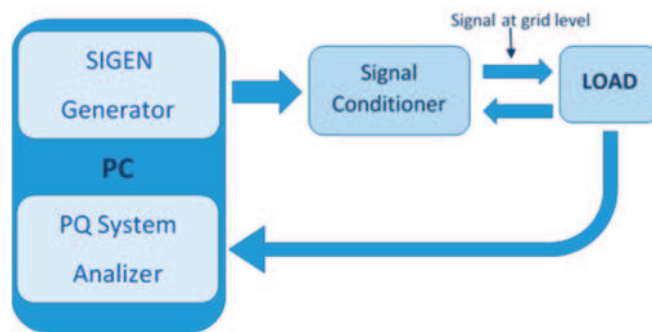 SIGEN
Generator
PC
PQ System
Analizer
Signal
Conditioner
Signal at grid level
LOAD